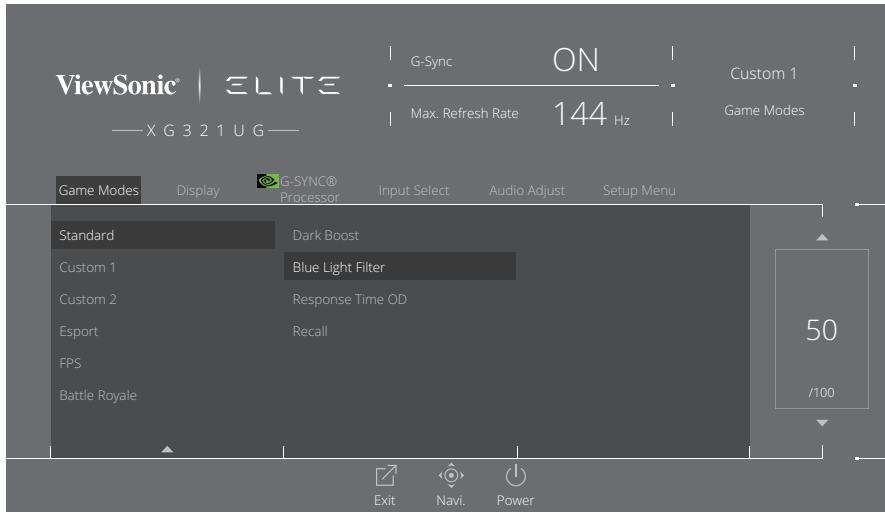 ViewSonic® | ELITE
XG321UG
G-Sync ON
Max. Refresh Rate 144 Hz
Custom 1
Game Modes
Game Modes
Display
G-SYNC®
Processor
Input Select
Audio Adjust
Setup Menu
Standard
Custom 1
Custom 2
Esport
FPS
Battle Royale
Dark Boost
Blue Light Filter
Response Time OD
Recall
50
/100
Exit
Navi.
Power